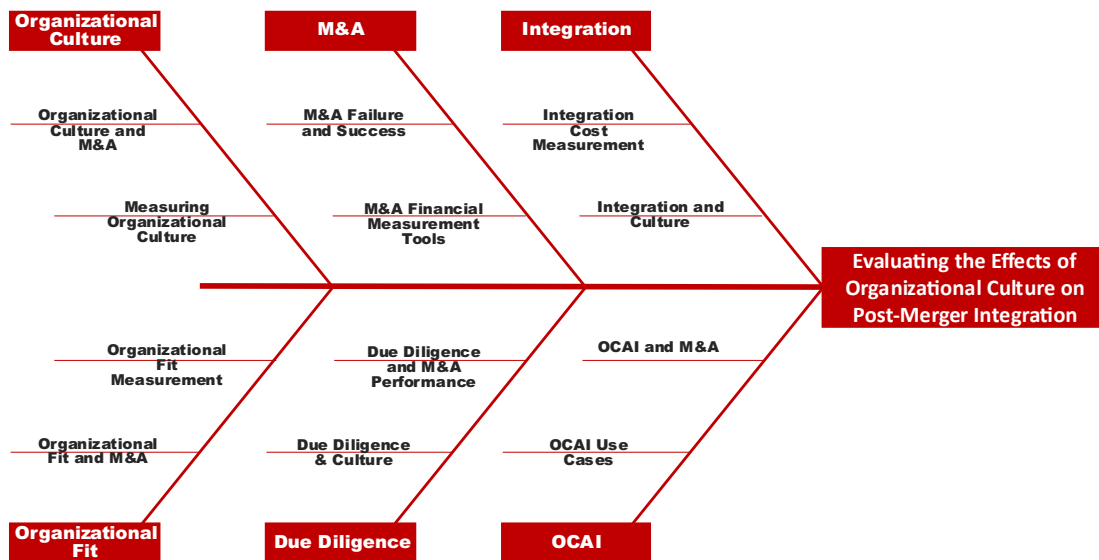 Organizational
Culture
M&A
Integration
Organizational
Culture and
M&A
M&A Failure
and Success
Integration
Cost
Measurement
Measuring
Organizational
Culture
M&A Financial
Measurement
Tools
Integration and
Culture
Evaluating the Effects of
Organizational Culture on
Post-Merger Integration
Organizational
Fit
Measurement
Due Diligence
and M&A
Performance
OCAI and M&A
Organizational
Fit and M&A
Due Diligence
& Culture
OCAI Use
Cases
Organizational
Fit
Due Diligence
OCAI